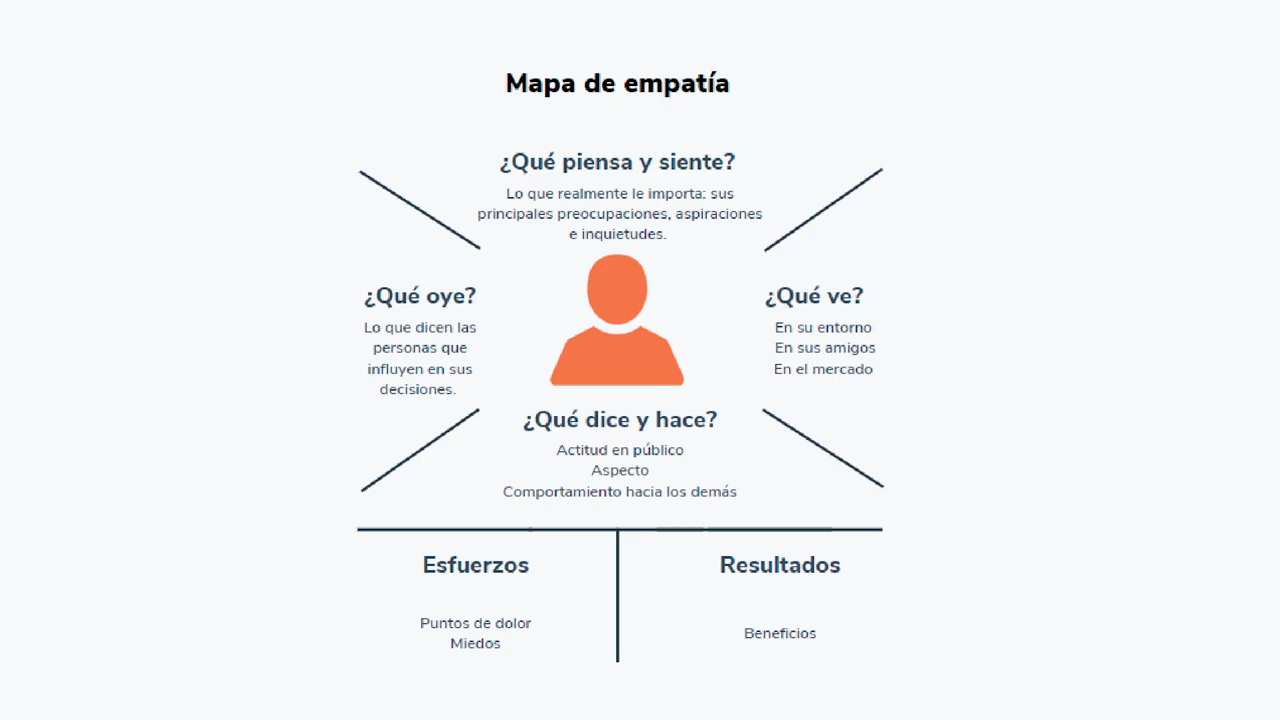 Mapa de empatía
¿Qué piensa y siente?
Lo que realmente le importa: sus
principales preocupaciones, aspiraciones
e inquietudes.
¿Qué oye?
Lo que dicen las
personas que
influyen en sus
decisiones.
¿Qué ve?
En su entorno
En sus amigos
En el mercado
¿Qué dice y hace?
Actitud en público
Aspecto
Comportamiento hacia los demás
Esfuerzos
Puntos de dolor
Miedos
Resultados
Beneficios